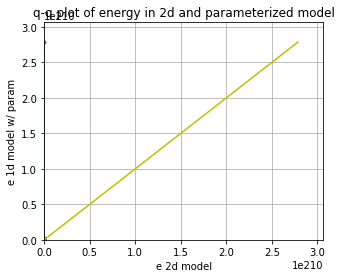 q-q plot of energy in 2d and parameterized model
1e210
3.0
2.5
2.0
1.5
1.0
0.5
0.0
e 1d model w/ param
0.0 0.5 1.0 1.5 2.0 2.5 3.0
1e210
e 2d model